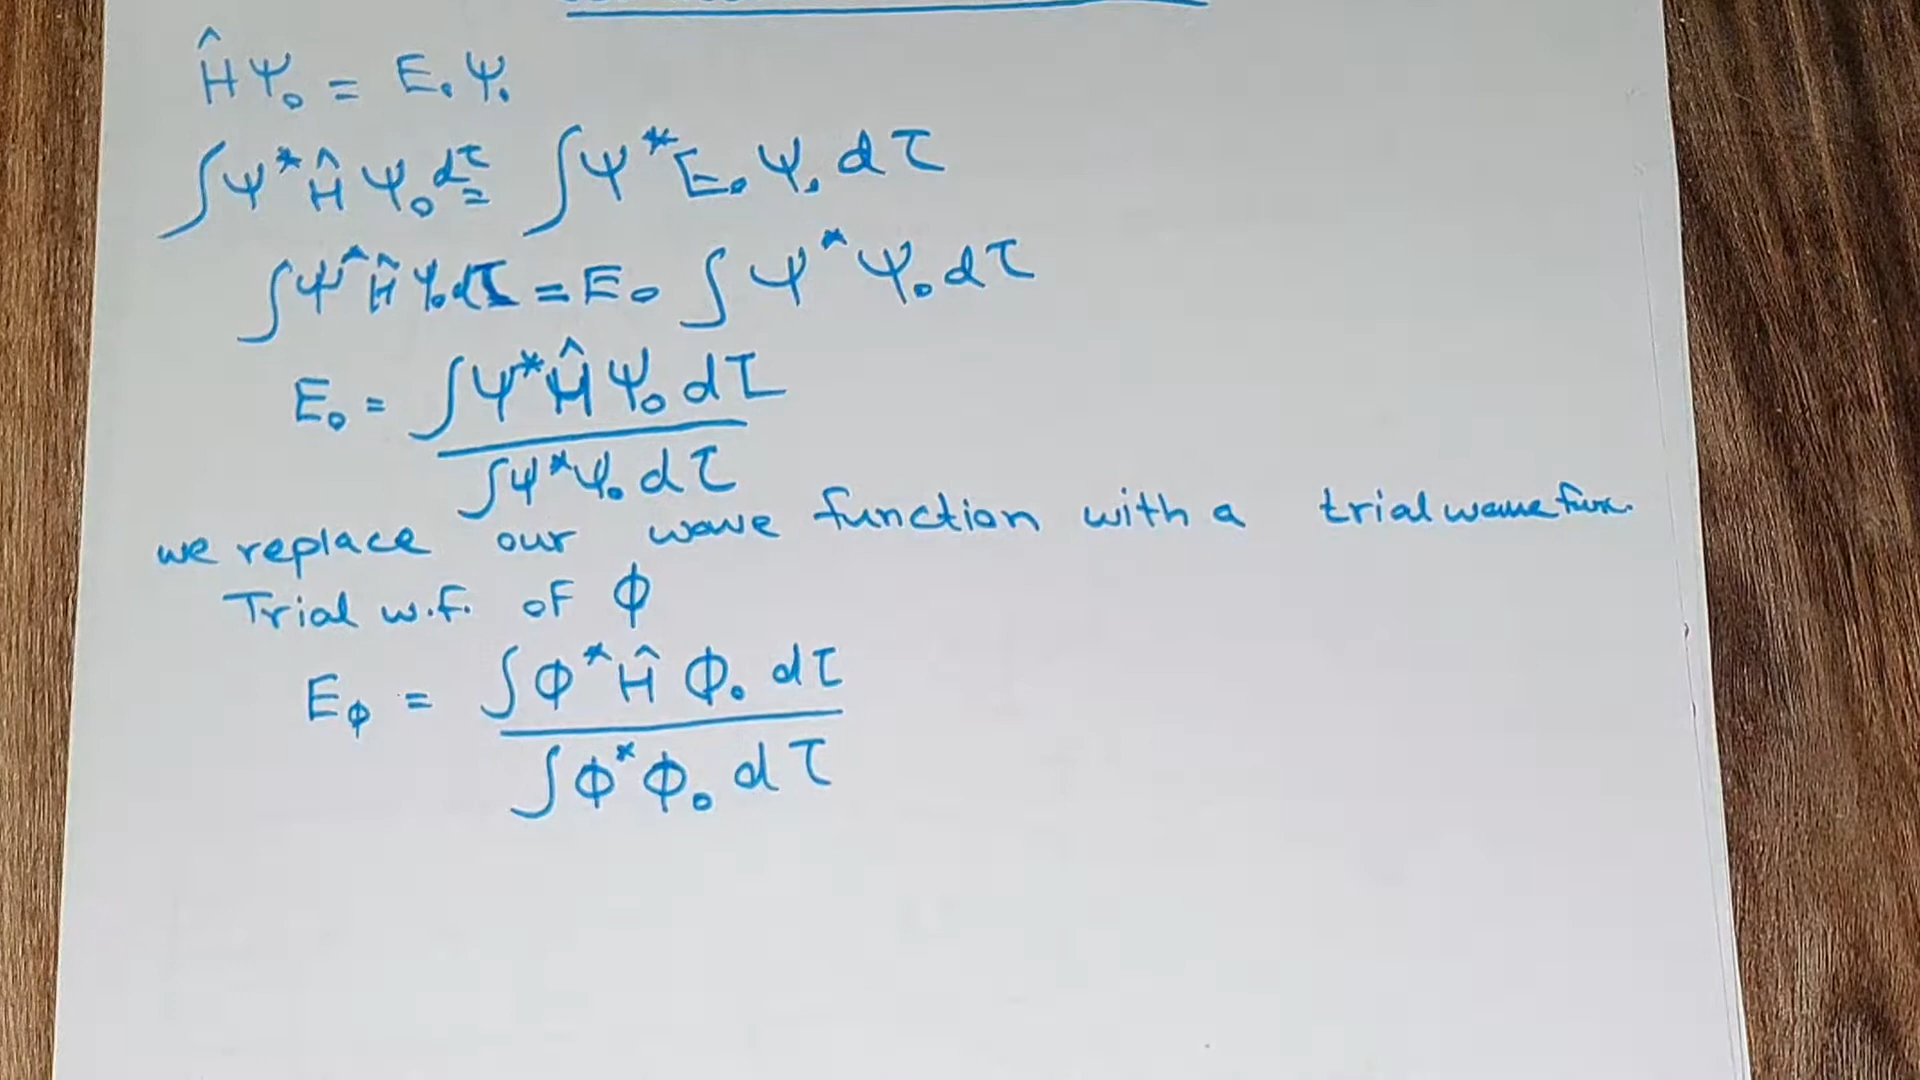 ĤΨ₀ = E₀Ψ₀
∫Ψ*ĤΨ₀dτ = ∫Ψ*E₀Ψ₀dτ
∫Ψ*ĤΨ₀dτ = E₀ ∫Ψ*Ψ₀dτ
E₀ = ∫Ψ*ĤΨ₀dτ
∫Ψ*Ψ₀dτ
we replace our wave function with a trial wave func.
Trial w.f. of ϕ
E_ϕ = ∫ϕ*Ĥϕ₀dτ
∫ϕ*ϕ₀dτ